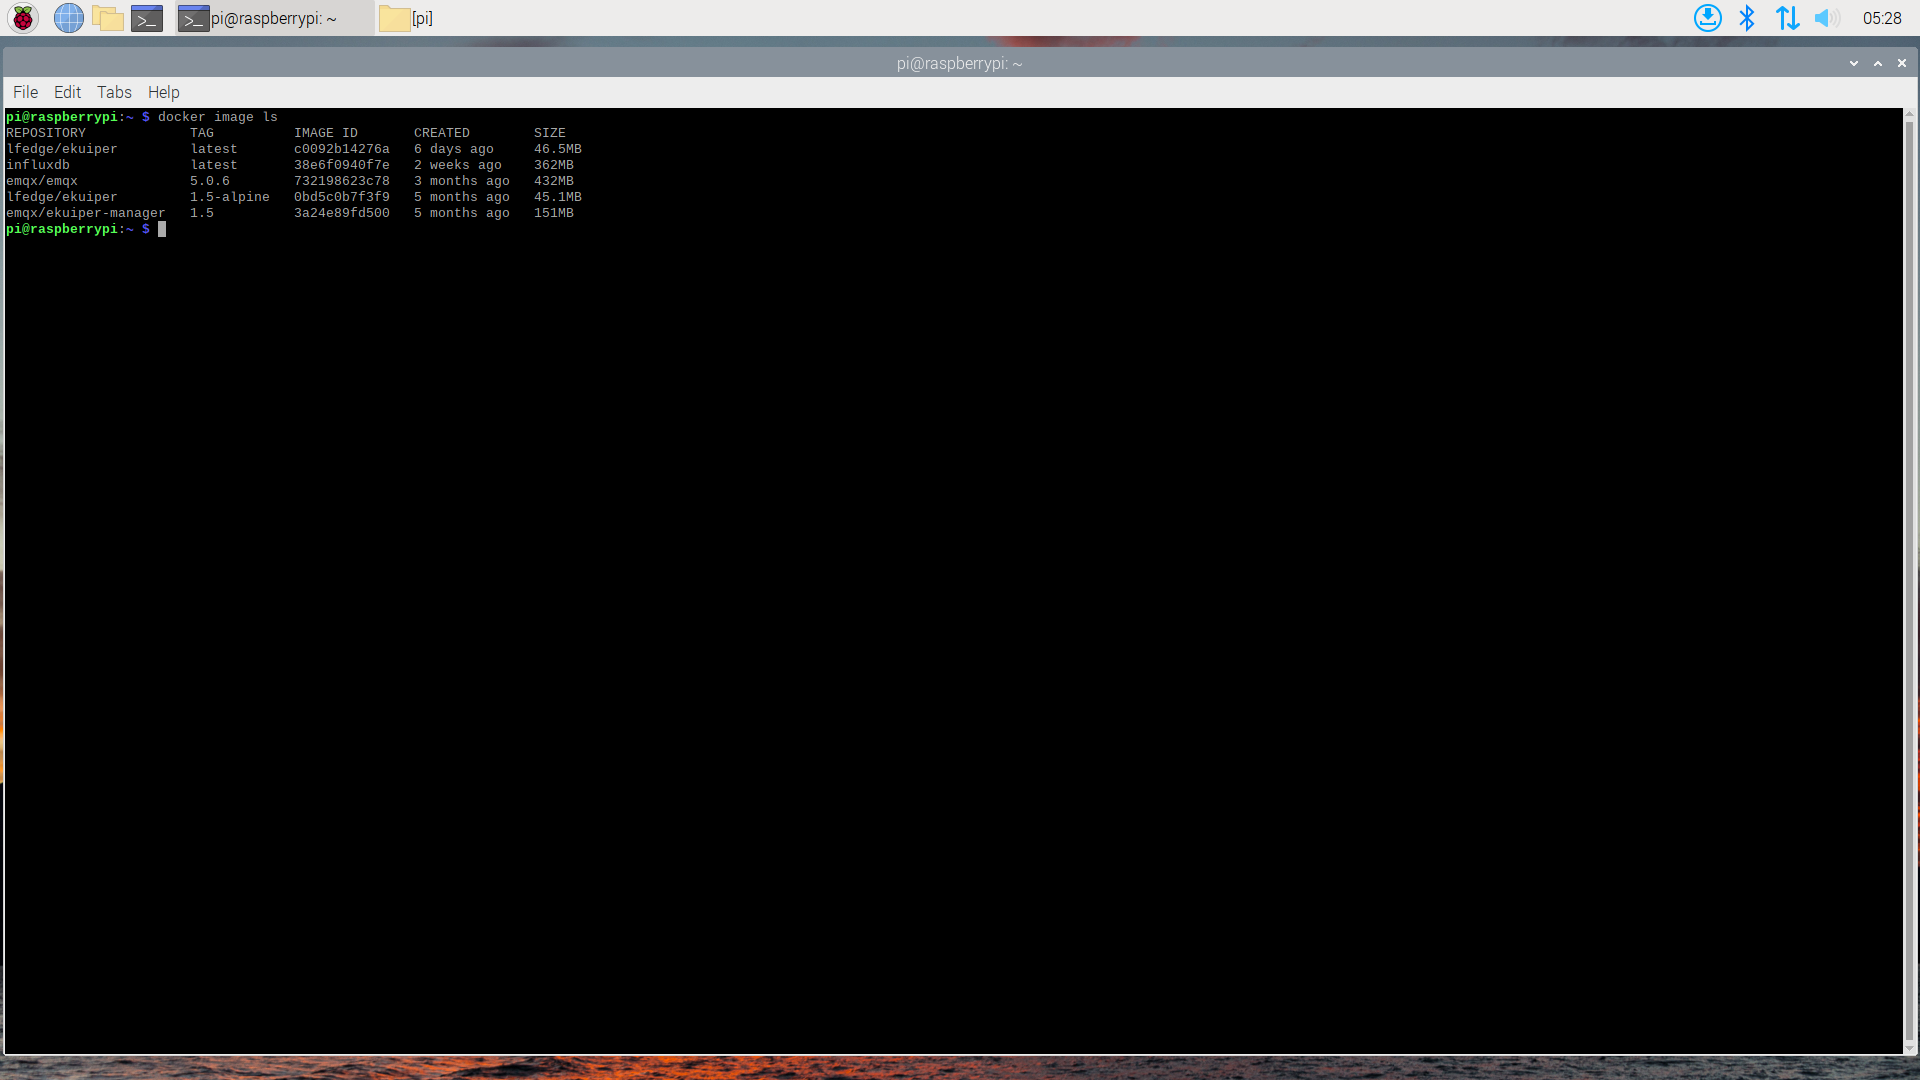 pi@raspberrypi: ~ [pi] 05:28
pi@raspberrypi: ~
File Edit Tabs Help
pi@raspberrypi:~ $ docker image ls
REPOSITORY TAG IMAGE ID CREATED SIZE
lfedge/ekuiper latest c0092b14276a 6 days ago 46.5MB
influxdb latest 38e6f0940f7e 2 weeks ago 362MB
emqx/emqx 5.0.6 732198623c78 3 months ago 432MB
lfedge/ekuiper 1.5-alpine 0bd5c0b7f3f9 5 months ago 45.1MB
emqx/ekuiper-manager 1.5 3a24e89fd500 5 months ago 151MB
pi@raspberrypi:~ $